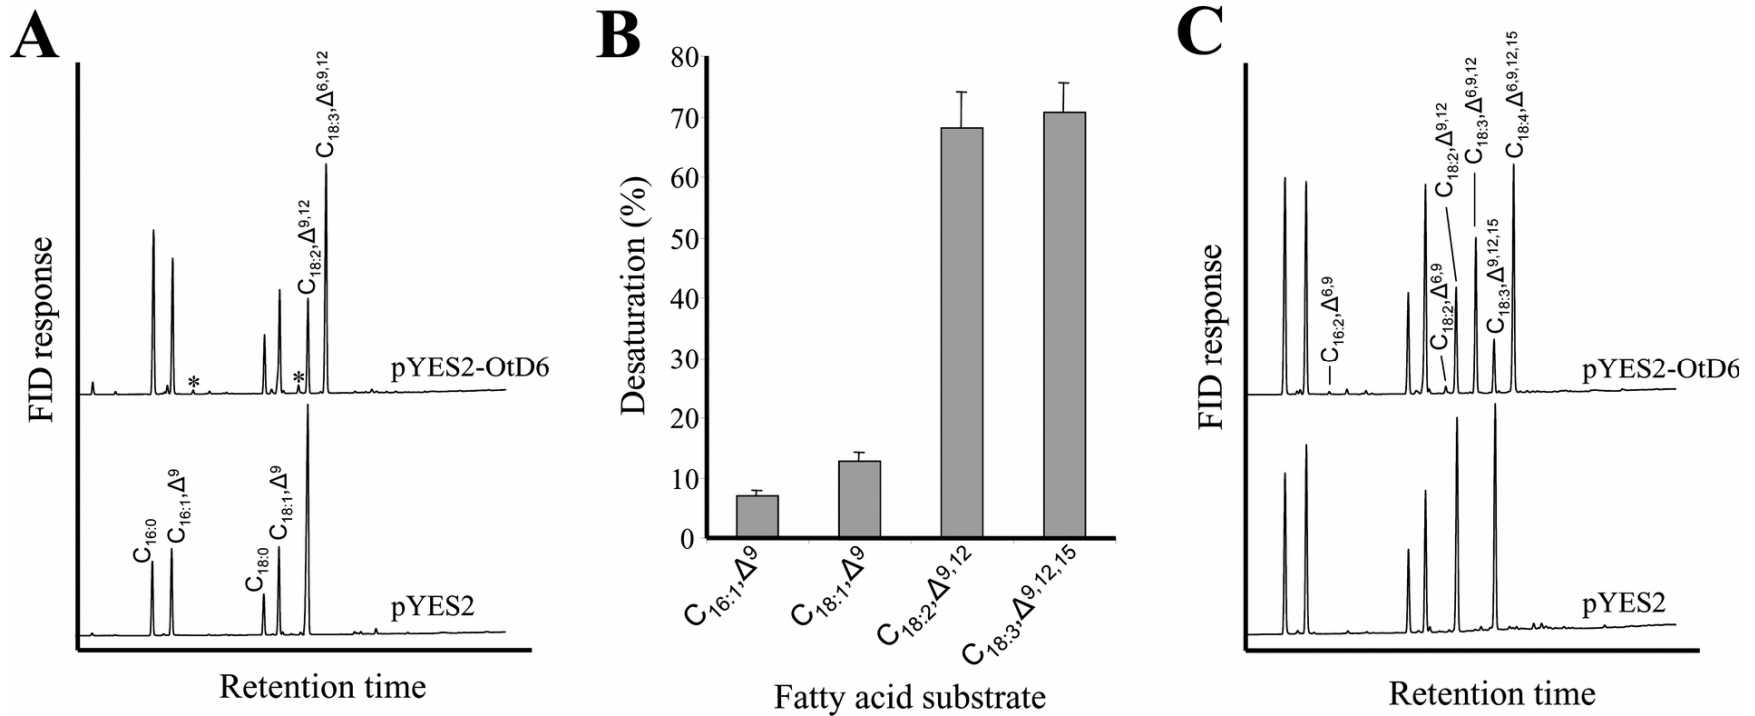 A
FID response
C16:0
C16:1,Δ9
C18:0
C18:1,Δ9
*
*
C18:2,Δ9,12
C18:3,Δ6,9,12
pYES2-OtD6
pYES2
Retention time
B
Desaturation (%)
80
70
60
50
40
30
20
10
0
C16:1,Δ9
C18:1,Δ9
C18:2,Δ9,12
C18:3,Δ9,12,15
Fatty acid substrate
C
FID response
C16:2,Δ6,9
C18:2,Δ6,9
C18:2,Δ9,12
C18:3,Δ6,9,12
C18:3,Δ9,12,15
C18:4,Δ6,9,12,15
pYES2-OtD6
pYES2
Retention time